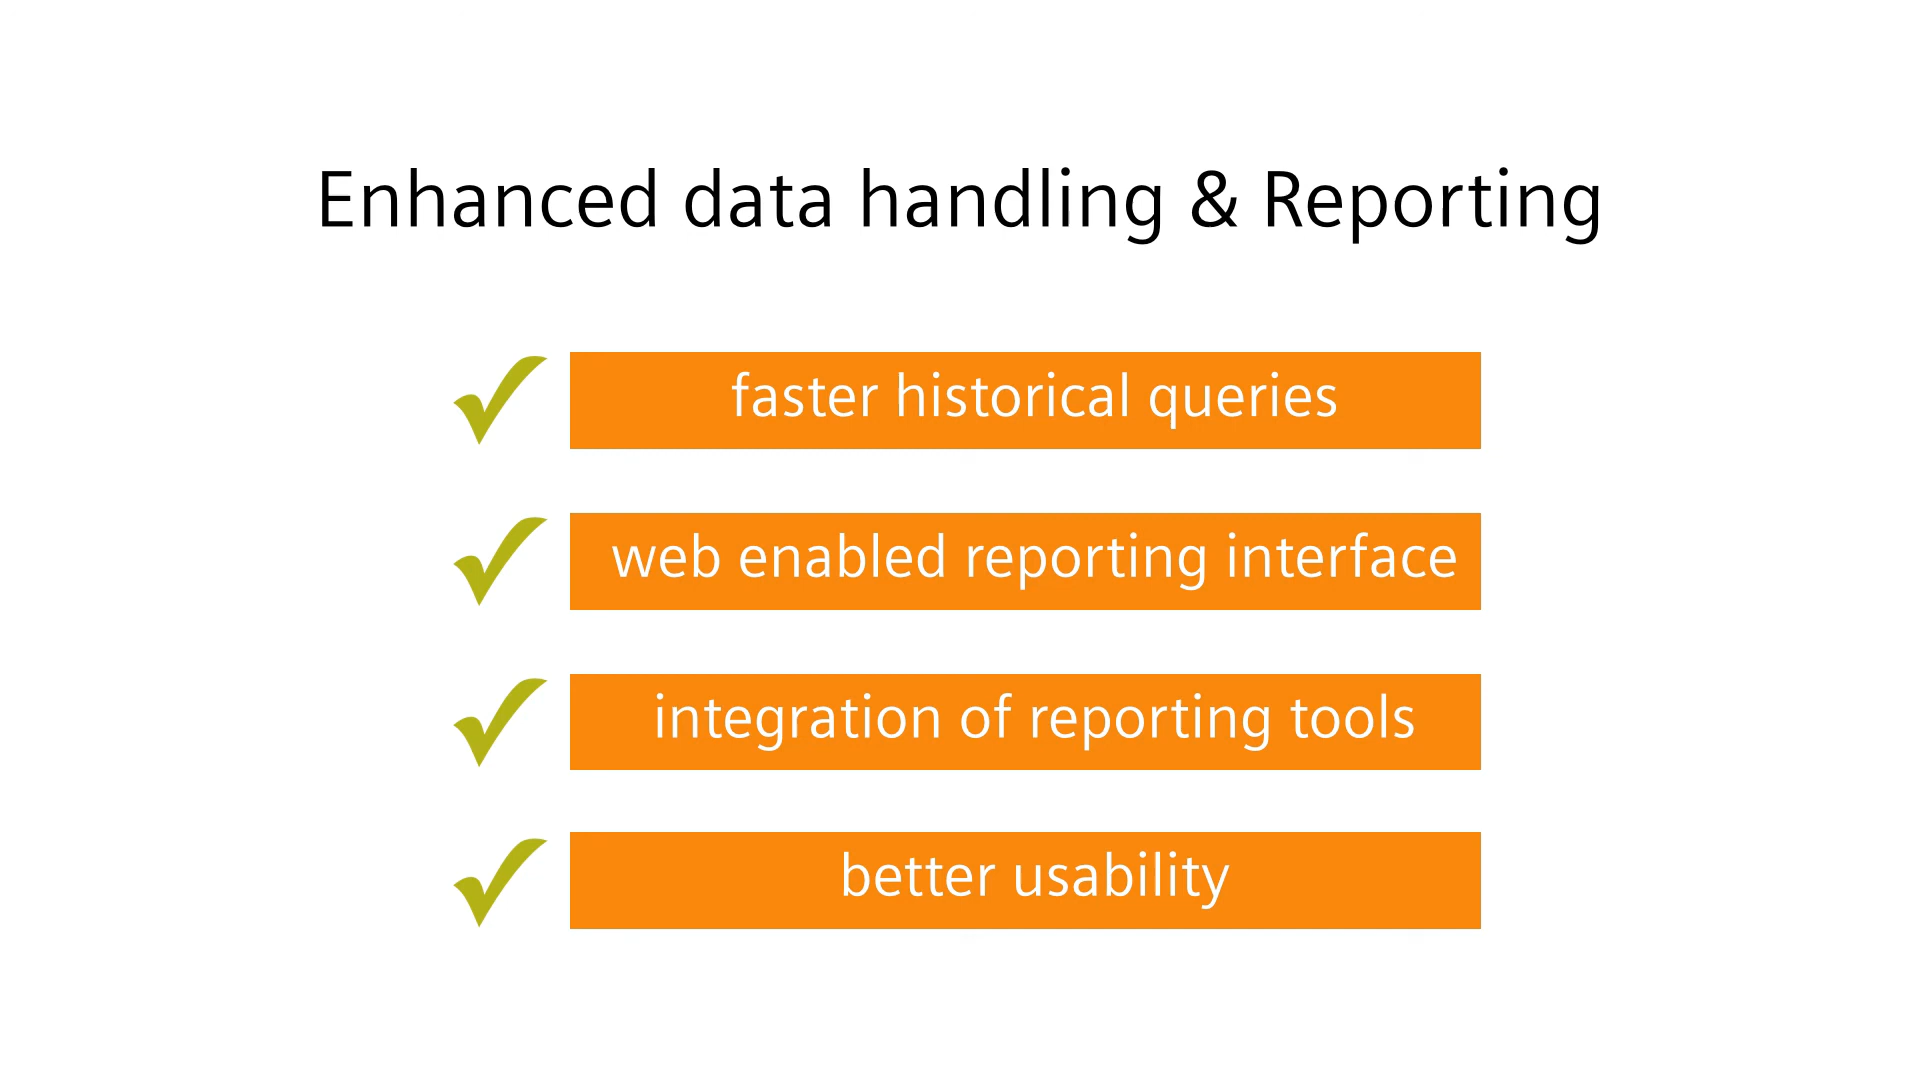 Enhanced data handling & Reporting
faster historical queries
web enabled reporting interface
integration of reporting tools
better usability